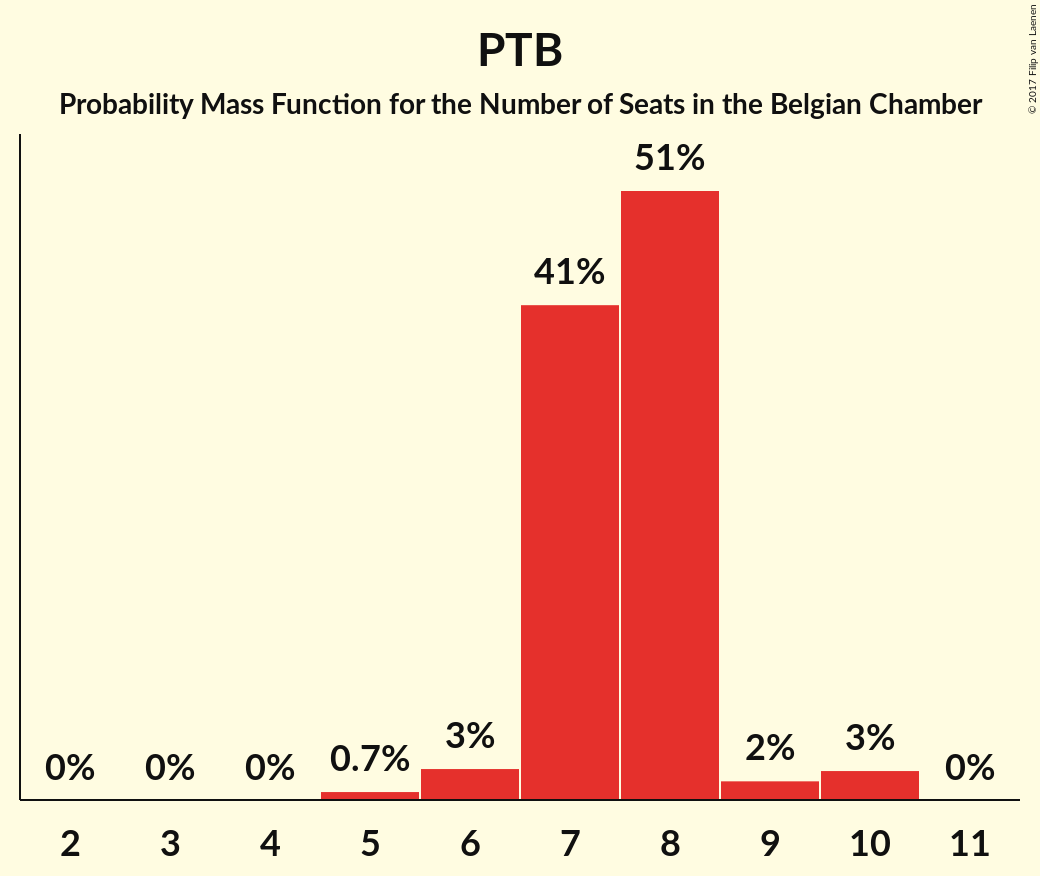 PTB
Probability Mass Function for the Number of Seats in the Belgian Chamber
© 2017 Filip van Laenen
0% 0% 0% 0.7% 3% 41% 51% 2% 3% 0%
2 3 4 5 6 7 8 9 10 11